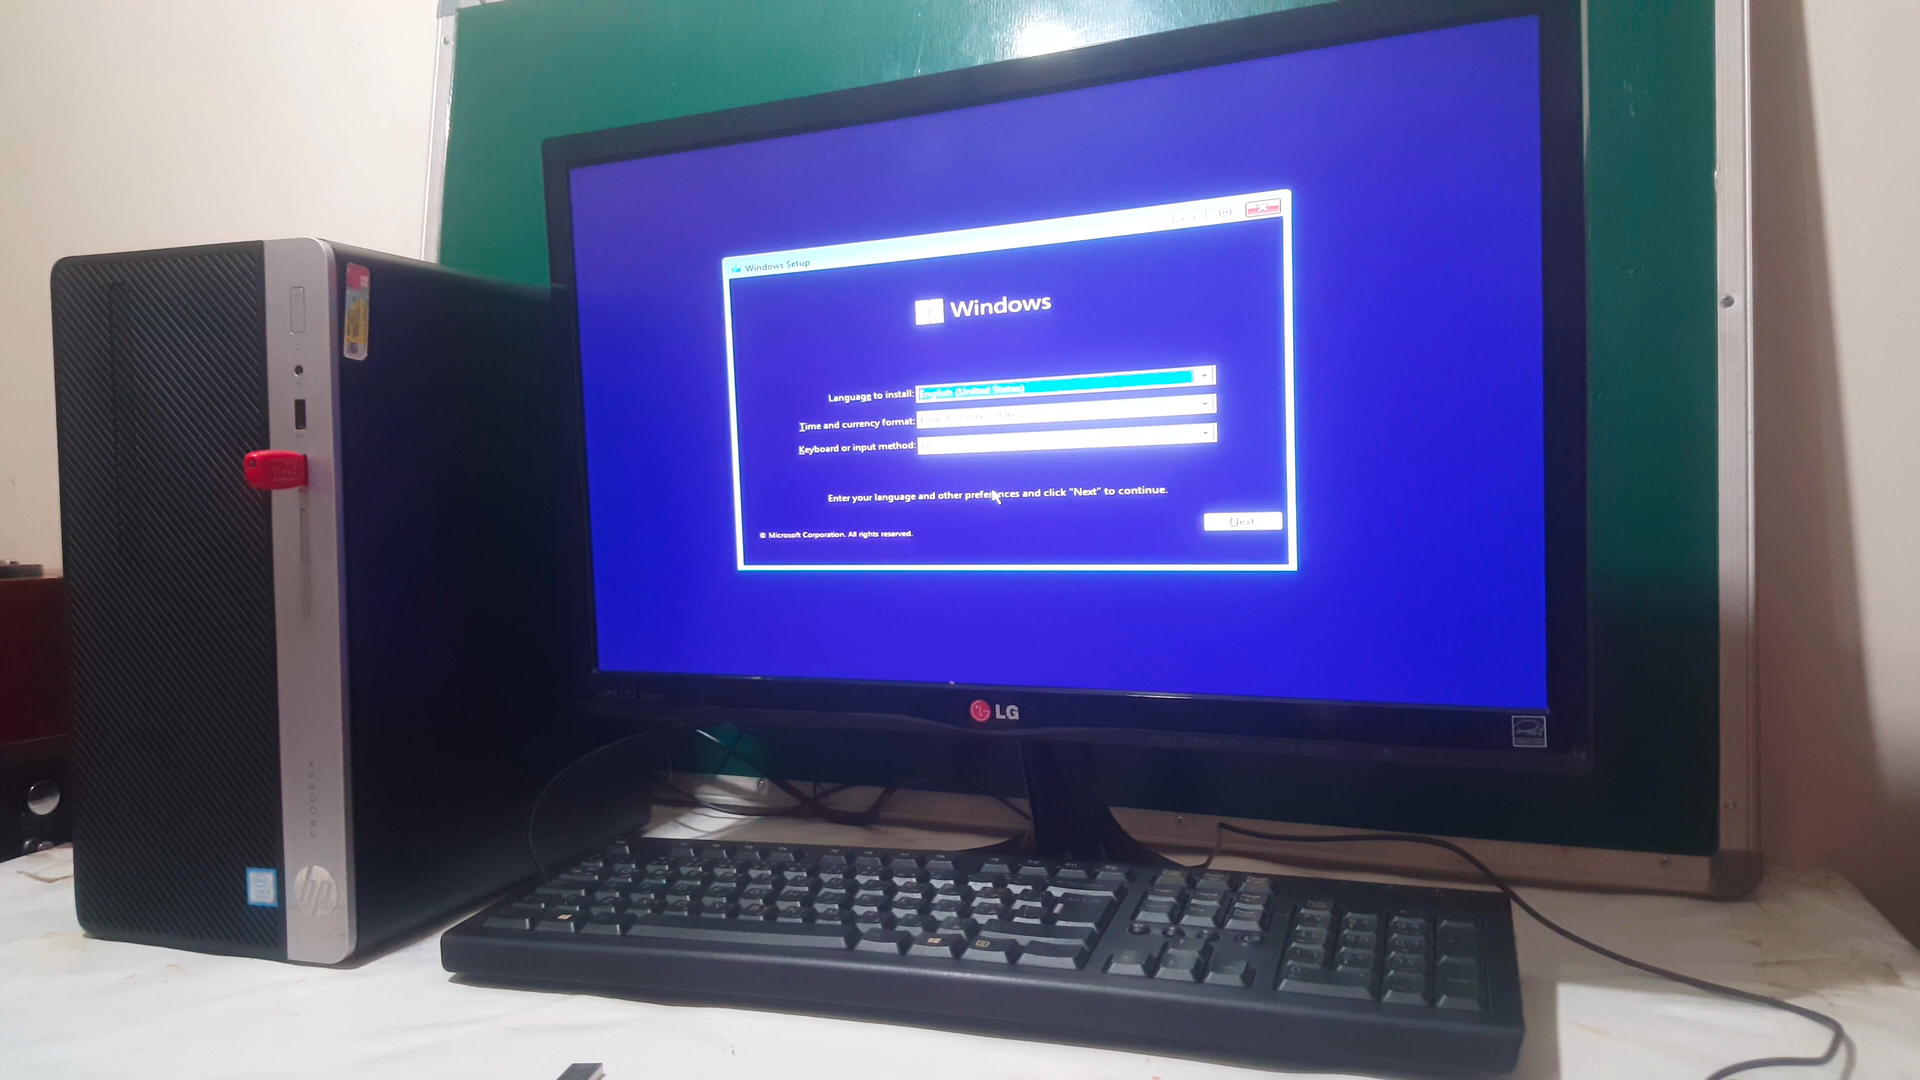 Windows Setup
Windows
Language to install: English (United States)
Time and currency format:
Keyboard or input method:
Enter your language and other preferences and click "Next" to continue.
Next
© Microsoft Corporation. All rights reserved.
LG
PRODESK
hp